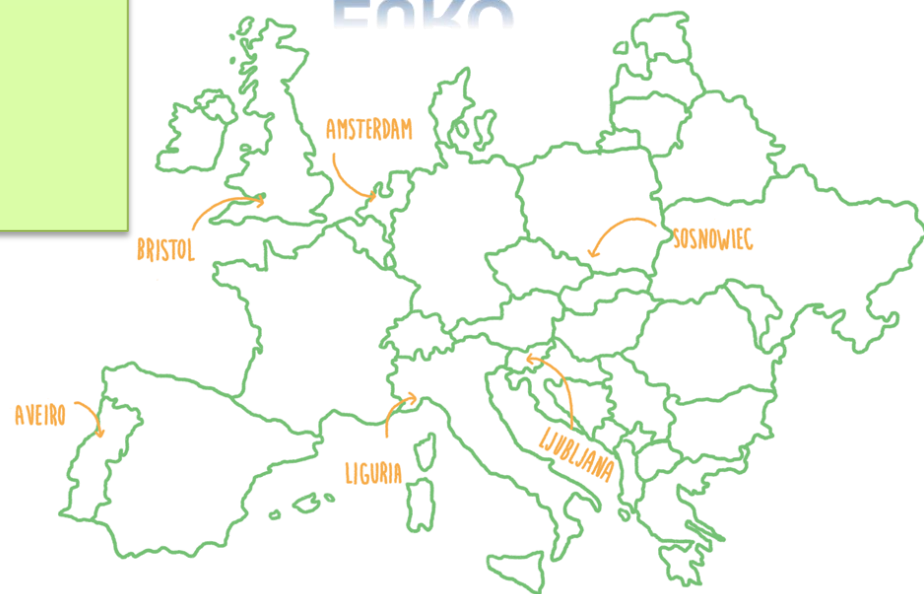 AMSTERDAM
BRISTOL
SOSNOWIEC
AVEIRO
LJUBLJANA
LIGURIA